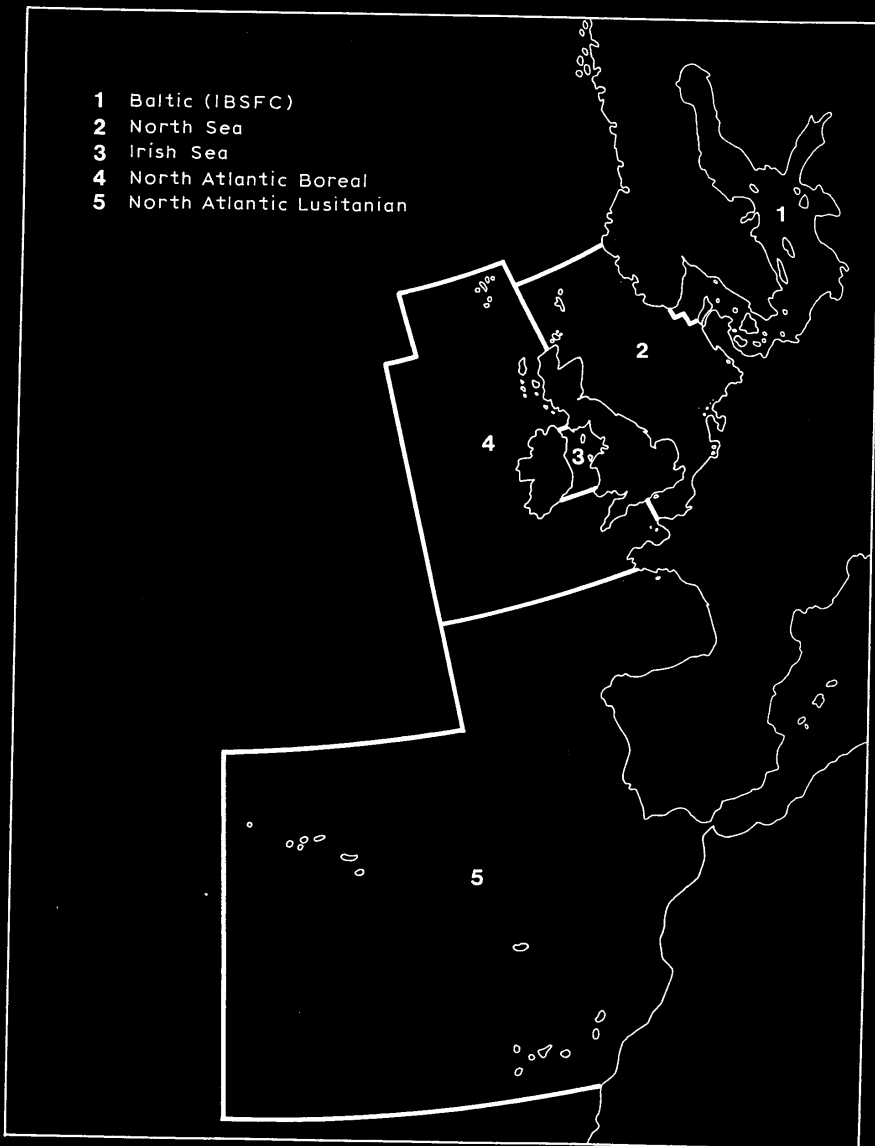 1 Baltic (IBSFC)
2 North Sea
3 Irish Sea
4 North Atlantic Boreal
5 North Atlantic Lusitanian
1
2
4
3
5